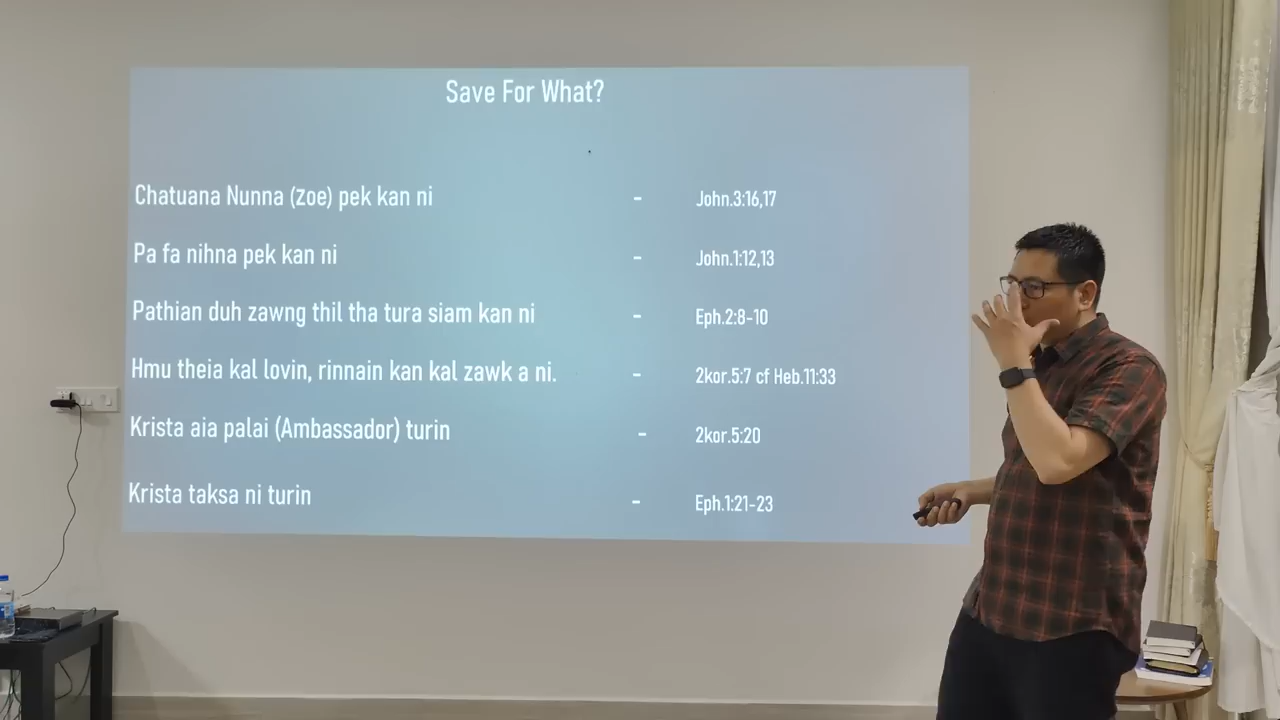 Save For What?
Chatuana Nunna (Zoe) pek kan ni - John.3:16,17
Pa fa nihna pek kan ni - John.1:12,13
Pathian duh zawng thil tha tura siam kan ni - Eph.2:8-10
Hmu theia kal lovin, rinnain kan kal zawk a ni. - 2kor.5:7 cf Heb.11:33
Krista aia palai (Ambassador) turin - 2kor.5:20
Krista taksa ni turin - Eph.1:21-23